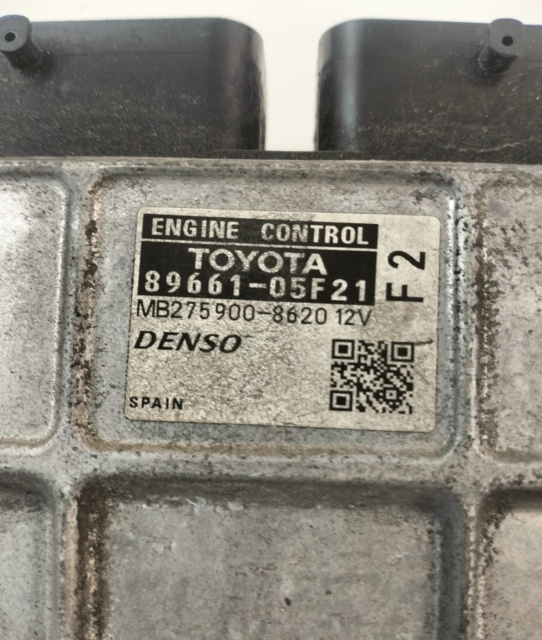 ENGINE CONTROL
TOYOTA
89661-05F21
F2
MB275900-8620 12V
DENSO
SPAIN